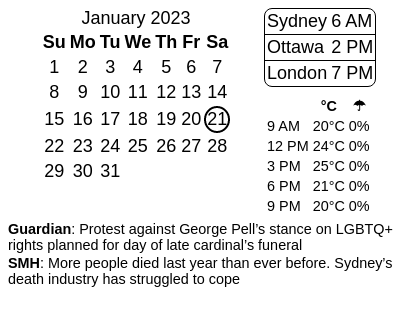 January 2023
Su Mo Tu We Th Fr Sa
1 2 3 4 5 6 7
8 9 10 11 12 13 14
15 16 17 18 19 20 21
22 23 24 25 26 27 28
29 30 31
Sydney 6 AM
Ottawa 2 PM
London 7 PM
°C ☂
9 AM 20°C 0%
12 PM 24°C 0%
3 PM 25°C 0%
6 PM 21°C 0%
9 PM 20°C 0%
Guardian: Protest against George Pell’s stance on LGBTQ+
rights planned for day of late cardinal’s funeral
SMH: More people died last year than ever before. Sydney’s
death industry has struggled to cope